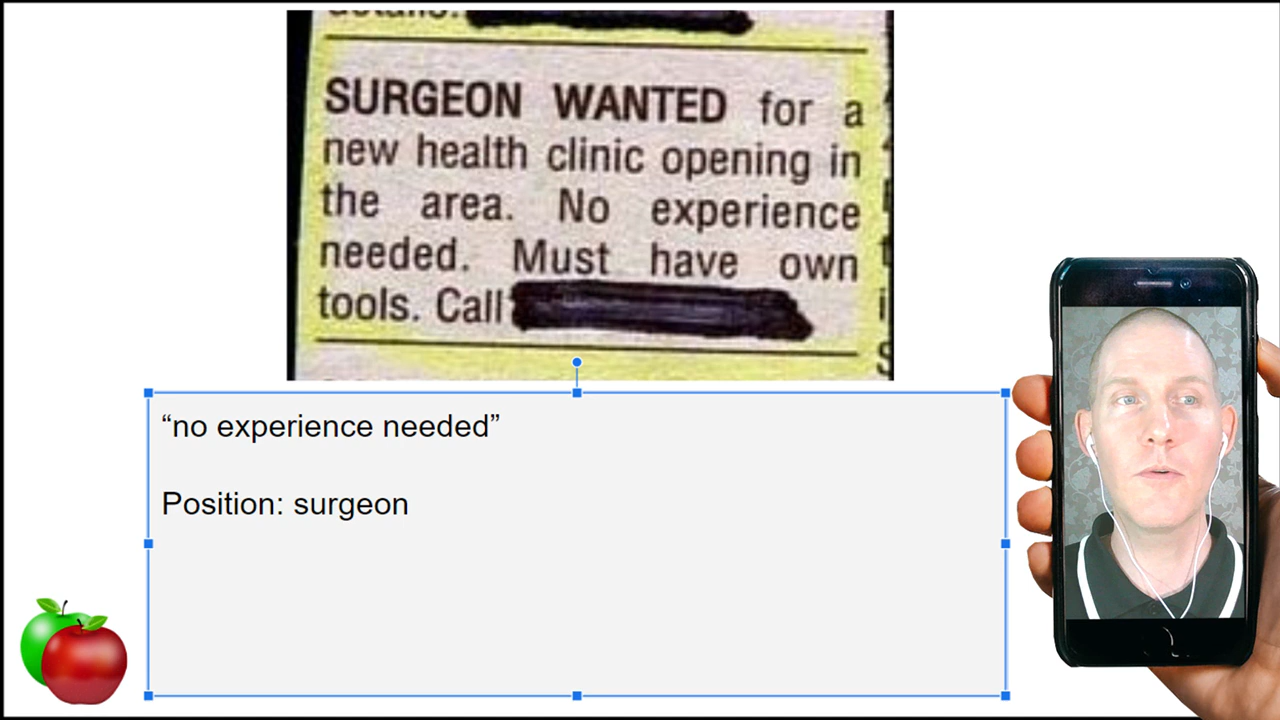 details.
SURGEON WANTED for a
new health clinic opening in
the area. No experience
needed. Must have own
tools. Call
“no experience needed”
Position: surgeon